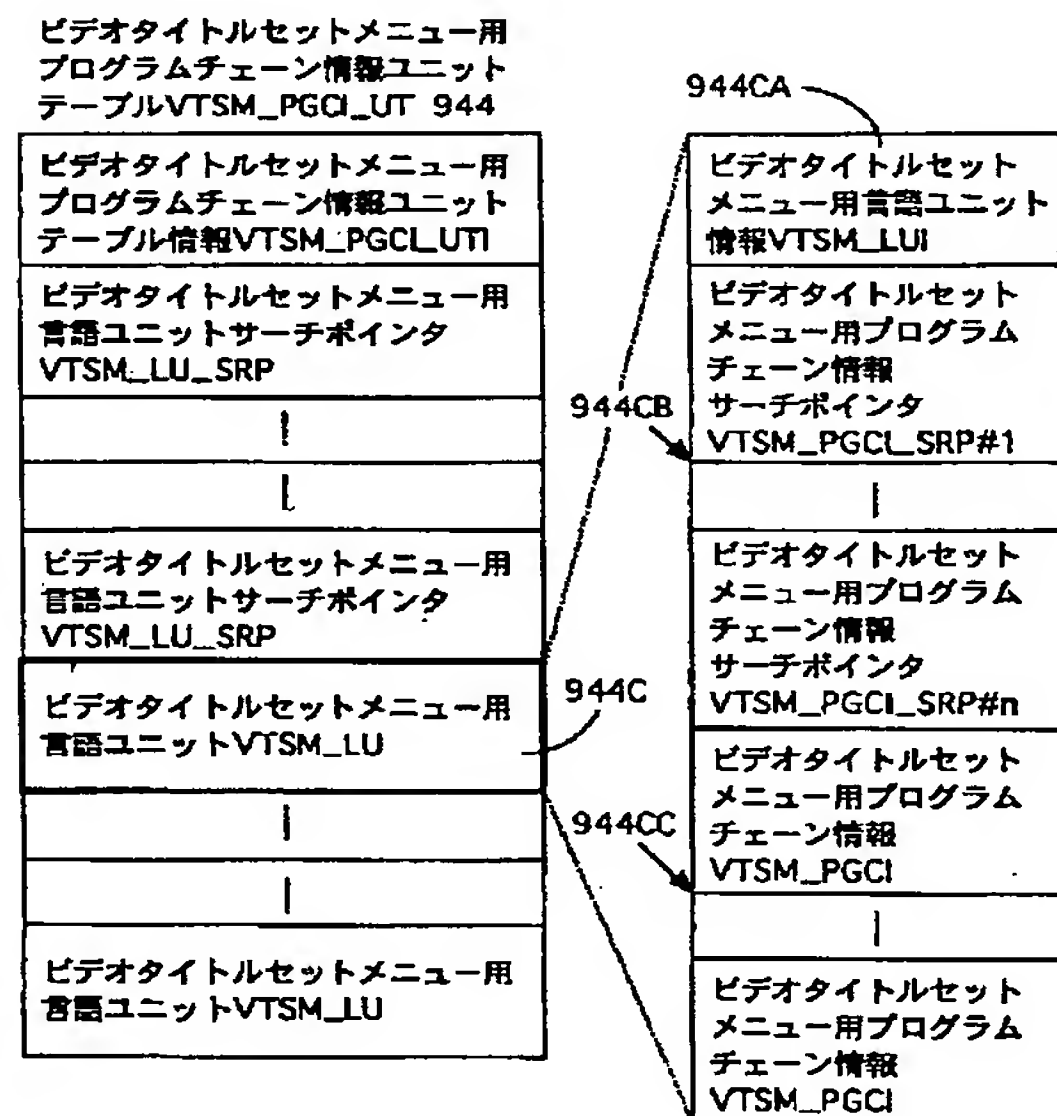 ビデオタイトルセットメニュー用
プログラムチェーン情報ユニット
テーブルVTSM_PGCI_UT 944
ビデオタイトルセットメニュー用
プログラムチェーン情報ユニット
テーブル情報VTSM_PGCI_UTI
ビデオタイトルセットメニュー用
言語ユニットサーチポインタ
VTSM_LU_SRP
ビデオタイトルセットメニュー用
言語ユニットサーチポインタ
VTSM_LU_SRP
ビデオタイトルセットメニュー用
言語ユニットVTSM_LU
ビデオタイトルセットメニュー用
言語ユニットVTSM_LU
944CA
ビデオタイトルセット
メニュー用言語ユニット
情報VTSM_LUI
ビデオタイトルセット
メニュー用プログラム
チェーン情報
サーチポインタ
VTSM_PGCI_SRP#1
944CB
ビデオタイトルセット
メニュー用プログラム
チェーン情報
サーチポインタ
VTSM_PGCI_SRP#n
944C
ビデオタイトルセット
メニュー用プログラム
チェーン情報
VTSM_PGCI
944CC
ビデオタイトルセット
メニュー用プログラム
チェーン情報
VTSM_PGCI